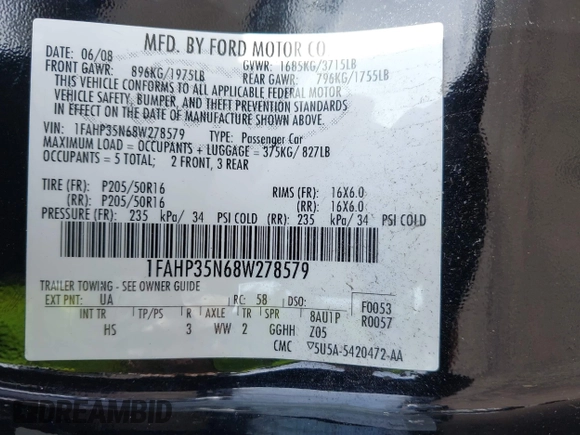 MFD. BY FORD MOTOR CO
DATE: 06/08 GVWR: 1685KG/3715LB
FRONT GAWR: 896KG/1975LB REAR GAWR: 796KG/1755LB
THIS VEHICLE CONFORMS TO ALL APPLICABLE FEDERAL MOTOR
VEHICLE SAFETY, BUMPER, AND THEFT PREVENTION STANDARDS
IN EFFECT ON THE DATE OF MANUFACTURE SHOWN ABOVE
VIN: 1FAHP35N68W278579 TYPE: Passenger Car
MAXIMUM LOAD = OCCUPANTS + LUGGAGE = 375KG/ 827LB
OCCUPANTS = 5 TOTAL; 2 FRONT, 3 REAR
TIRE (FR): P205/50R16 RIMS (FR): 16X6.0
(RR): P205/50R16 (RR): 16X6.0
PRESSURE (FR): 235 kPa/ 34 PSI COLD (RR): 235 kPa/ 34 PSI COLD
1FAHP35N68W278579
TRAILER TOWING - SEE OWNER GUIDE
EXT PNT: UA RC: 58 DSO: F0053
INT TR TP/PS R AXLE TR SPR 8AU1P R0057
HS 3 WW 2 GGHH Z05
CMC 5U5A-5420472-AA
DREAMBID